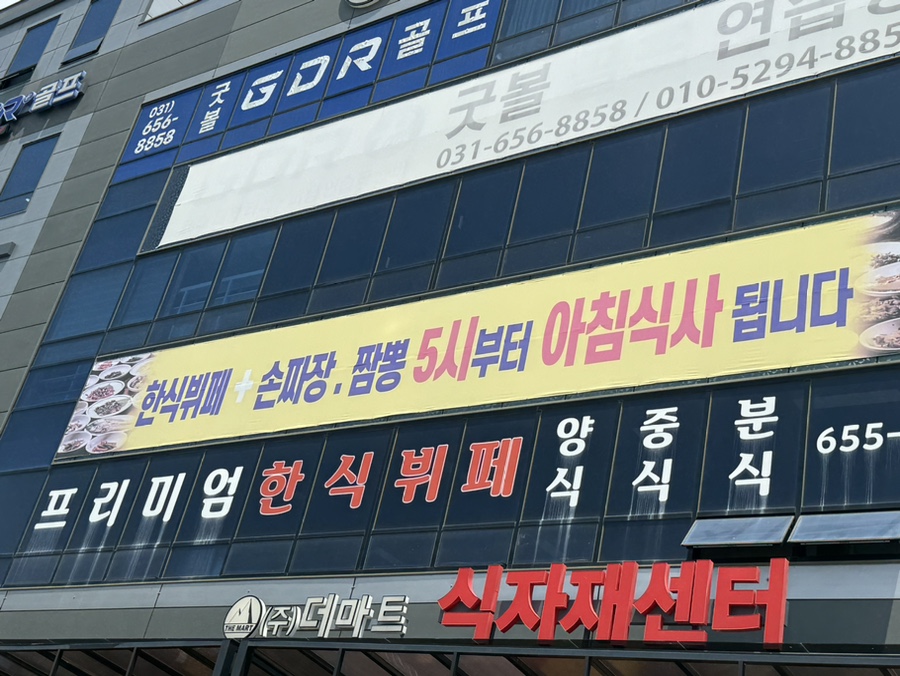 골프
031)
656-
8858
굿볼
GDR골프
굿볼
031-656-8858 / 010-5294-885
한식뷔페 + 손짜장. 짬뽕 5시부터 아침식사 됩니다
프리미엄 한식뷔페 양식 중식 분식 655-
THE MART
(주)더마트 식자재센터